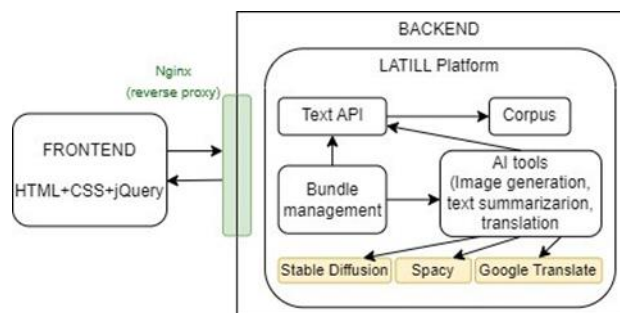 BACKEND
LATILL Platform
Nginx
(reverse proxy)
Text API
Corpus
FRONTEND
HTML+CSS+jQuery
Bundle
management
AI tools
(Image generation,
text summarizarion,
translation
Stable Diffusion
Spacy
Google Translate